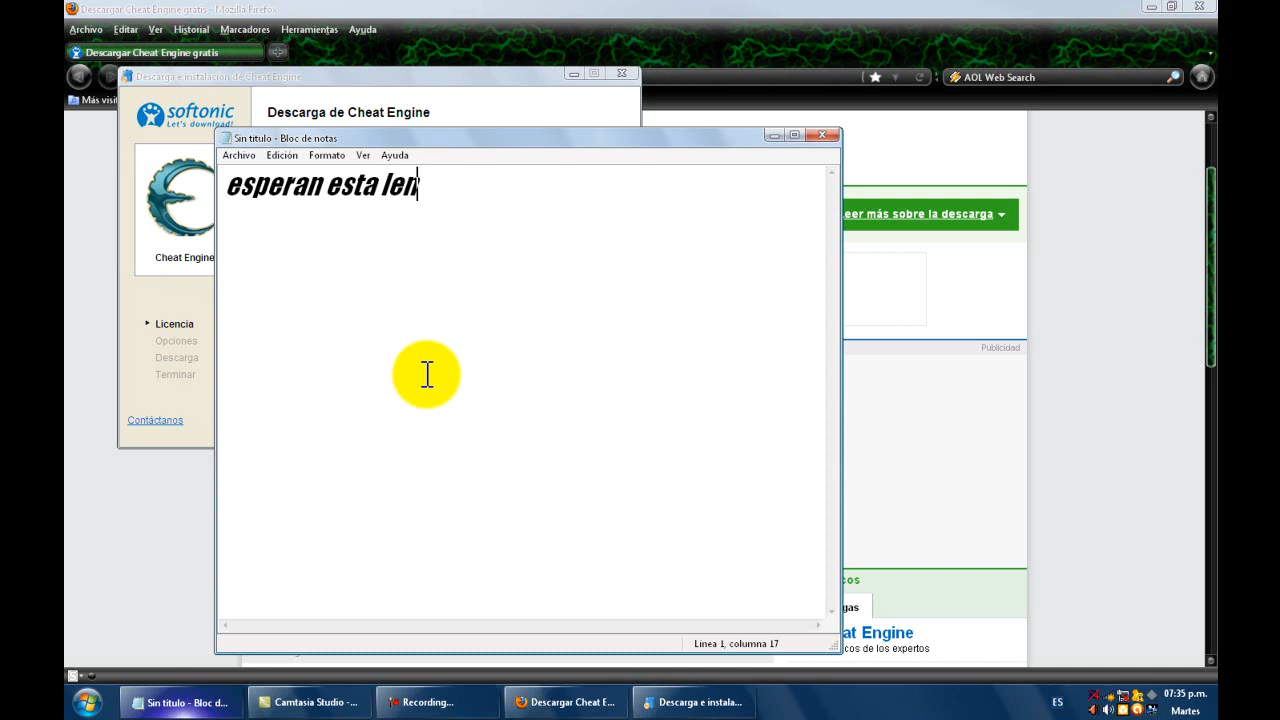 Descargar Cheat Engine gratis - Mozilla Firefox
Archivo Editar Ver Historial Marcadores Herramientas Ayuda
Descargar Cheat Engine gratis
Descarga e instalación de Cheat Engine
AOL Web Search
Más visit
softonic
Let's download!
Descarga de Cheat Engine
Sin título - Bloc de notas
Archivo Edición Formato Ver Ayuda
esperan esta len
eer más sobre la descarga
Cheat Engine
Licencia
Opciones
Descarga
Terminar
Contáctanos
Publicidad
cos
gas
at Engine
cos de los expertos
Línea 1, columna 17
Sin título - Bloc d...
Camtasia Studio -...
Recording...
Descargar Cheat E...
Descarga e instala...
ES
07:35 p.m.
Martes